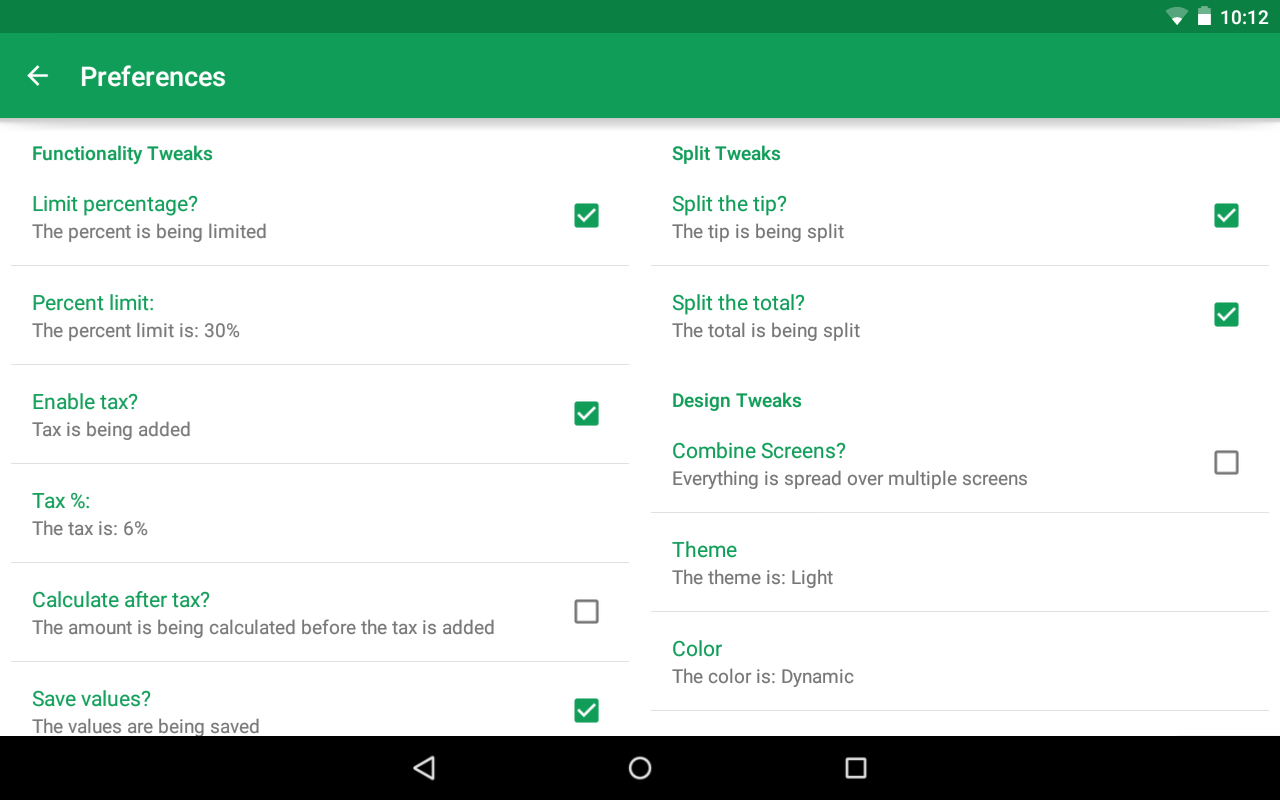 10:12
Preferences
Functionality Tweaks
Limit percentage?
The percent is being limited
Percent limit:
The percent limit is: 30%
Enable tax?
Tax is being added
Tax %:
The tax is: 6%
Calculate after tax?
The amount is being calculated before the tax is added
Save values?
The values are being saved
Split Tweaks
Split the tip?
The tip is being split
Split the total?
The total is being split
Design Tweaks
Combine Screens?
Everything is spread over multiple screens
Theme
The theme is: Light
Color
The color is: Dynamic